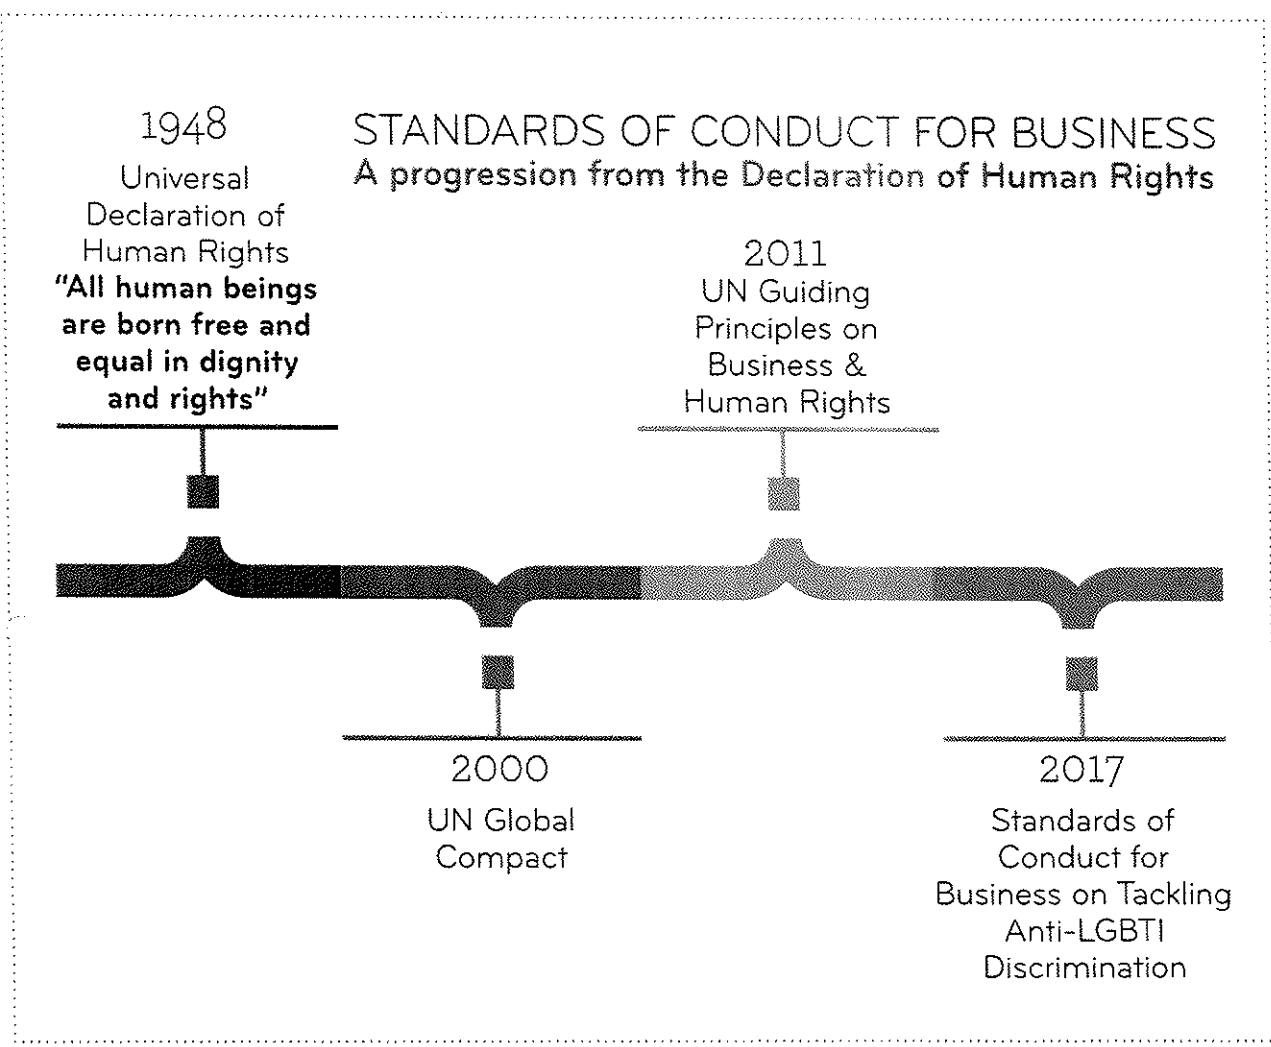 1948
Universal
Declaration of
Human Rights
"All human beings
are born free and
equal in dignity
and rights"
STANDARDS OF CONDUCT FOR BUSINESS
A progression from the Declaration of Human Rights
2011
UN Guiding
Principles on
Business &
Human Rights
2000
UN Global
Compact
2017
Standards of
Conduct for
Business on Tackling
Anti-LGBTI
Discrimination